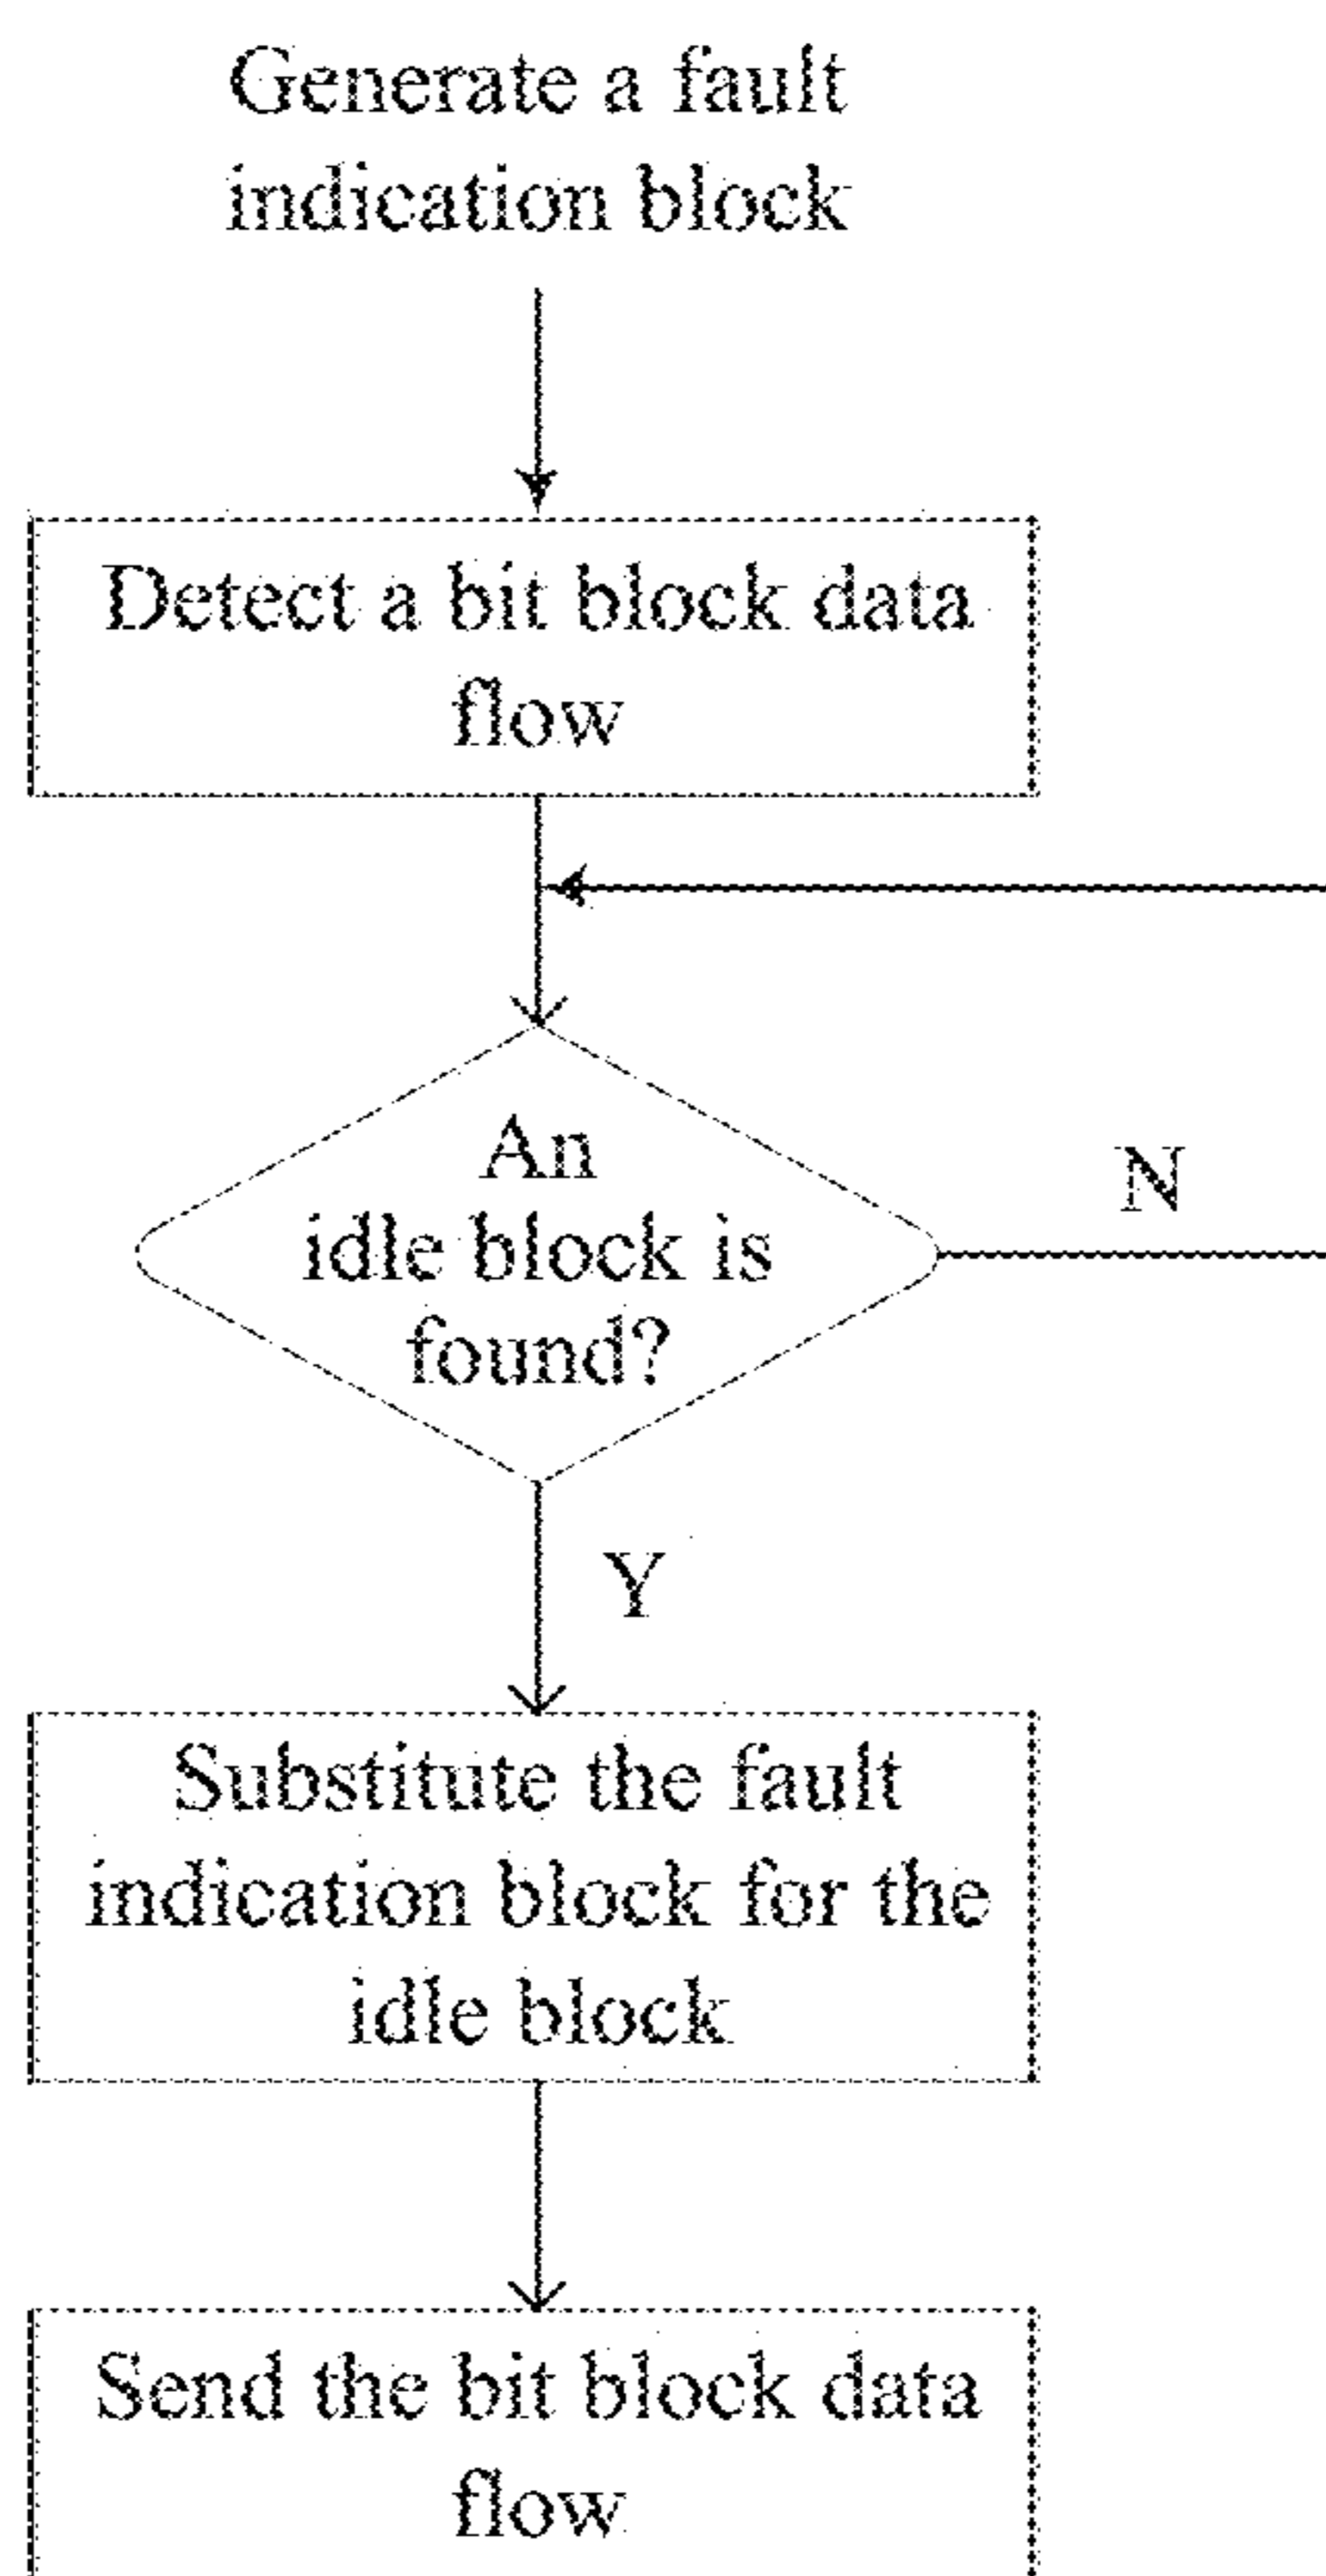 Generate a fault
indication block
Detect a bit block data
flow
An
idle block is
found?
N
Y
Substitute the fault
indication block for the
idle block
Send the bit block data
flow